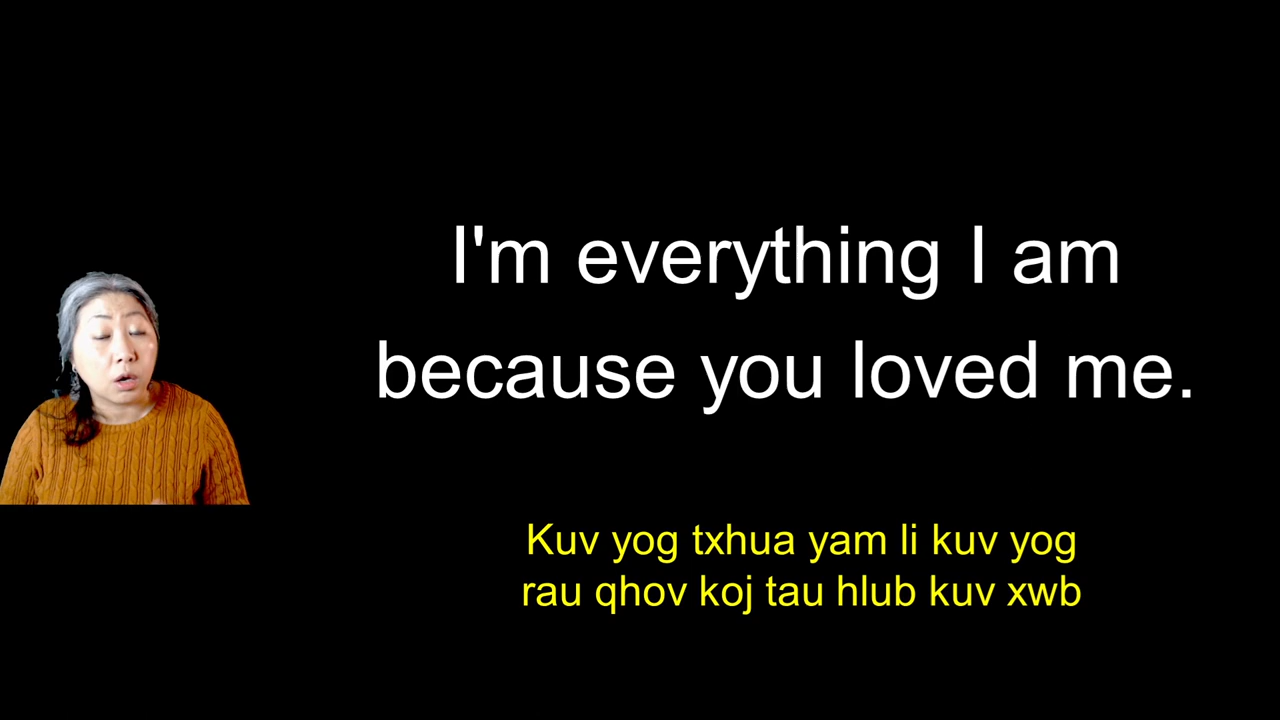 I'm everything I am
because you loved me.
Kuv yog txhua yam li kuv yog
rau qhov koj tau hlub kuv xwb